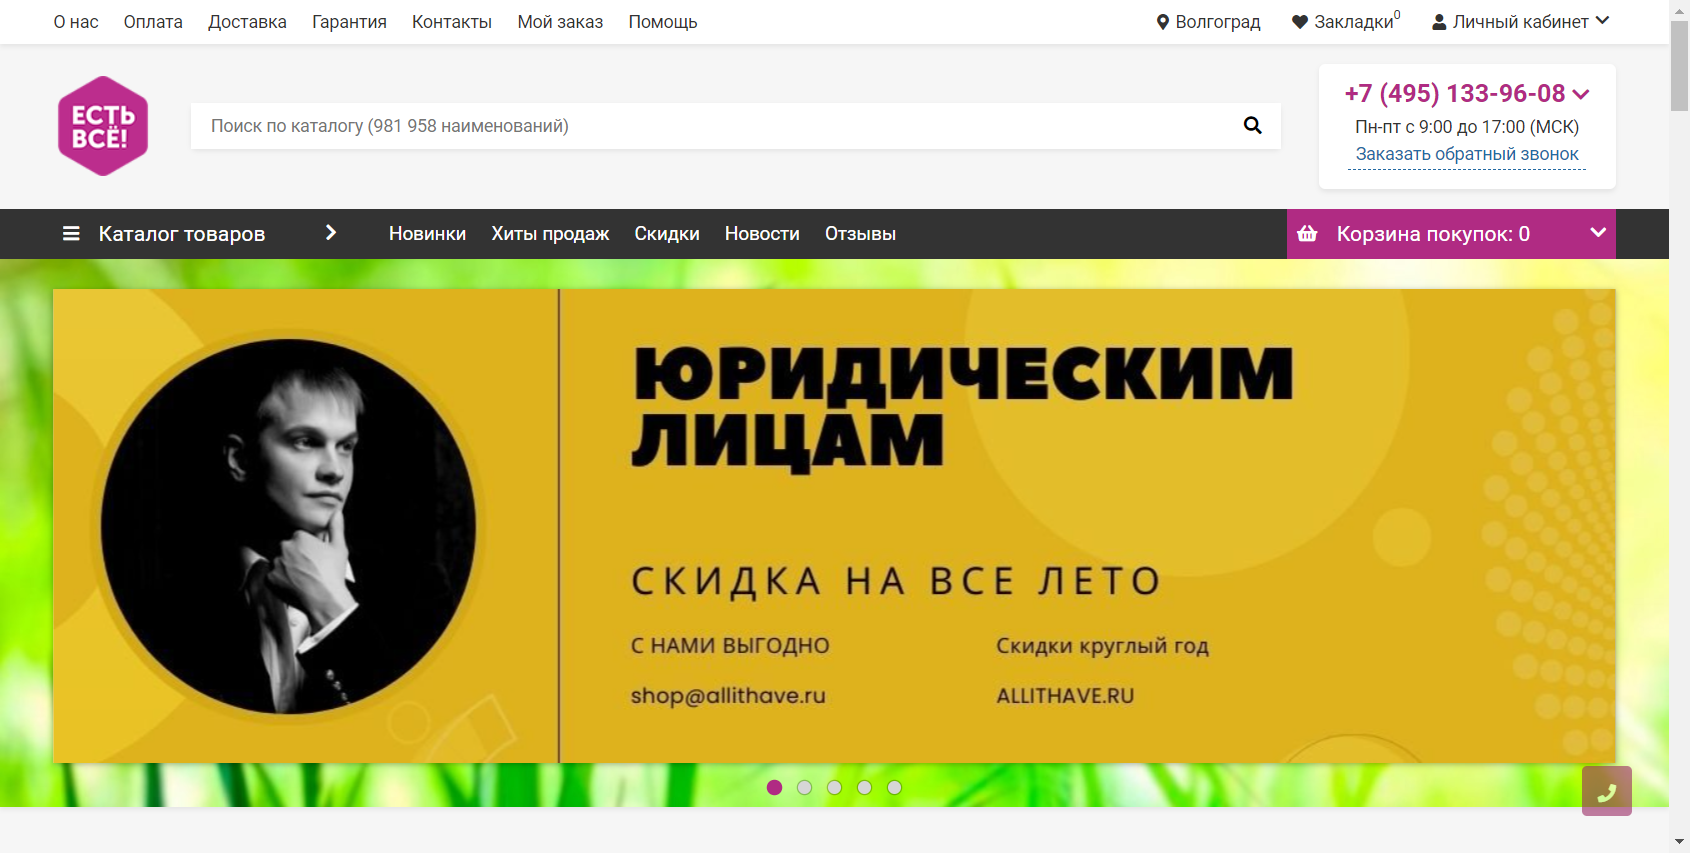 О нас Оплата Доставка Гарантия Контакты Мой заказ Помощь Волгоград Закладки0 Личный кабинет
ЕСТЬ
ВСЁ!
Поиск по каталогу (981 958 наименований)
+7 (495) 133-96-08
Пн-пт с 9:00 до 17:00 (МСК)
Заказать обратный звонок
Каталог товаров Новинки Хиты продаж Скидки Новости Отзывы Корзина покупок: 0
ЮРИДИЧЕСКИМ
ЛИЦАМ
СКИДКА НА ВСЕ ЛЕТО
С НАМИ ВЫГОДНО Скидки круглый год
shop@allithave.ru ALLITHAVE.RU